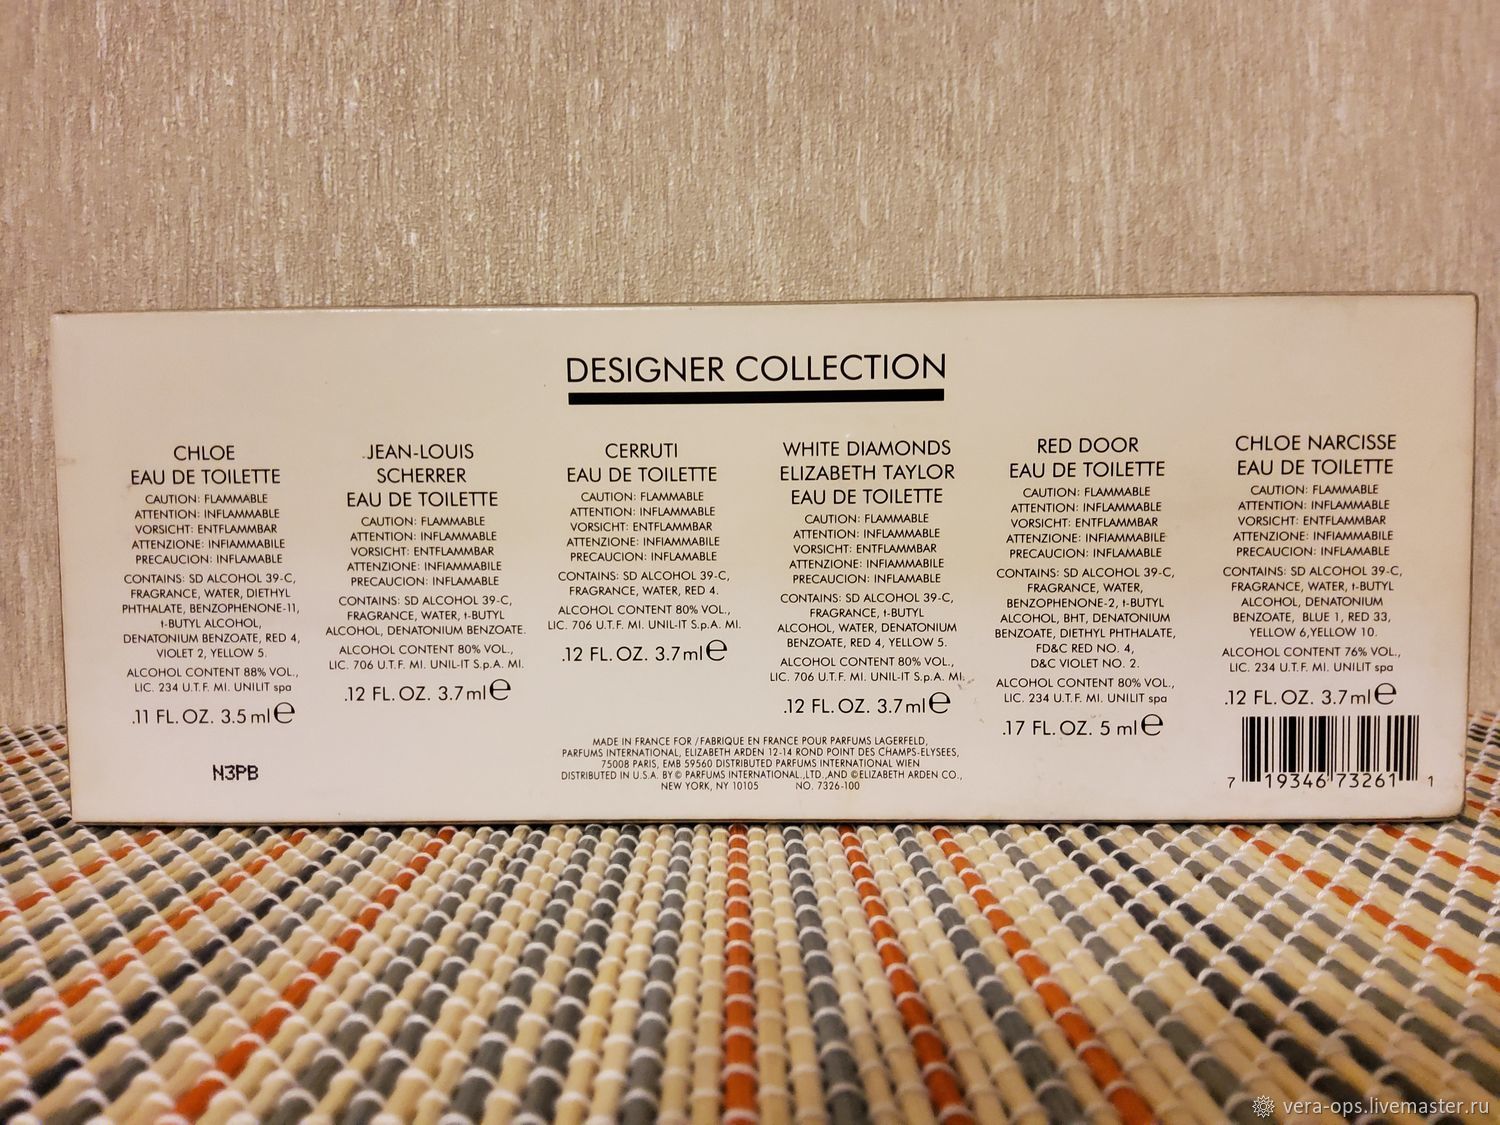 DESIGNER COLLECTION
CHLOE
EAU DE TOILETTE
CAUTION: FLAMMABLE
ATTENTION: INFLAMMABLE
VORSICHT: ENTFLAMMBAR
ATTENZIONE: INFIAMMABILE
PRECAUCION: INFLAMABLE
CONTAINS: SD ALCOHOL 39-C,
FRAGRANCE, WATER, DIETHYL
PHTHALATE, BENZOPHENONE-11,
t-BUTYL ALCOHOL,
DENATONIUM BENZOATE, RED 4,
VIOLET 2, YELLOW 5.
ALCOHOL CONTENT 88% VOL.,
LIC. 234 U.T.F. MI. UNILIT spa
.11 FL.OZ. 3.5 ml e
N3PB
JEAN-LOUIS
SCHERRER
EAU DE TOILETTE
CAUTION: FLAMMABLE
ATTENTION: INFLAMMABLE
VORSICHT: ENTFLAMMBAR
ATTENZIONE: INFIAMMABILE
PRECAUCION: INFLAMABLE
CONTAINS: SD ALCOHOL 39-C,
FRAGRANCE, WATER, t-BUTYL
ALCOHOL, DENATONIUM BENZOATE.
ALCOHOL CONTENT 80% VOL.,
LIC. 706 U.T.F. MI. UNIL-IT S.p.A. MI.
.12 FL.OZ. 3.7ml e
CERRUTI
EAU DE TOILETTE
CAUTION: FLAMMABLE
ATTENTION: INFLAMMABLE
VORSICHT: ENTFLAMMBAR
ATTENZIONE: INFIAMMABILE
PRECAUCION: INFLAMABLE
CONTAINS: SD ALCOHOL 39-C,
FRAGRANCE, WATER, RED 4.
ALCOHOL CONTENT 80% VOL.,
LIC. 706 U.T.F. MI. UNIL-IT S.p.A. MI.
.12 FL.OZ. 3.7ml e
WHITE DIAMONDS
ELIZABETH TAYLOR
EAU DE TOILETTE
CAUTION: FLAMMABLE
ATTENTION: INFLAMMABLE
VORSICHT: ENTFLAMMBAR
ATTENZIONE: INFIAMMABILE
PRECAUCION: INFLAMABLE
CONTAINS: SD ALCOHOL 39-C,
FRAGRANCE, t-BUTYL
ALCOHOL, WATER, DENATONIUM
BENZOATE, RED 4, YELLOW 5.
ALCOHOL CONTENT 80% VOL.,
LIC. 706 U.T.F. MI. UNIL-IT S.p.A. MI.
.12 FL.OZ. 3.7ml e
RED DOOR
EAU DE TOILETTE
CAUTION: FLAMMABLE
ATTENTION: INFLAMMABLE
VORSICHT: ENTFLAMMBAR
ATTENZIONE: INFIAMMABILE
PRECAUCION: INFLAMABLE
CONTAINS: SD ALCOHOL 39-C,
FRAGRANCE, WATER,
BENZOPHENONE-2, t-BUTYL
ALCOHOL, BHT, DENATONIUM
BENZOATE, DIETHYL PHTHALATE,
FD&C RED NO. 4,
D&C VIOLET NO. 2.
ALCOHOL CONTENT 80% VOL.,
LIC. 234 U.T.F. MI. UNILIT spa
.17 FL.OZ. 5 ml e
CHLOE NARCISSE
EAU DE TOILETTE
CAUTION: FLAMMABLE
ATTENTION: INFLAMMABLE
VORSICHT: ENTFLAMMBAR
ATTENZIONE: INFIAMMABILE
PRECAUCION: INFLAMABLE
CONTAINS: SD ALCOHOL 39-C,
FRAGRANCE, WATER, t-BUTYL
ALCOHOL, DENATONIUM
BENZOATE, BLUE 1, RED 33,
YELLOW 6,YELLOW 10.
ALCOHOL CONTENT 76% VOL.,
LIC. 234 U.T.F. MI. UNILIT spa
.12 FL.OZ. 3.7ml e
7 19346 73261 1
MADE IN FRANCE FOR /FABRIQUE EN FRANCE POUR PARFUMS LAGERFELD,
PARFUMS INTERNATIONAL, ELIZABETH ARDEN 12-14 ROND POINT DES CHAMPS-ELYSEES,
75008 PARIS, EMB 59560 DISTRIBUTED PARFUMS INTERNATIONAL WIEN
DISTRIBUTED IN U.S.A. BY © PARFUMS INTERNATIONAL,LTD.,AND ©ELIZABETH ARDEN CO.,
NEW YORK, NY 10105 NO. 7326-100
vera-ops.livemaster.ru